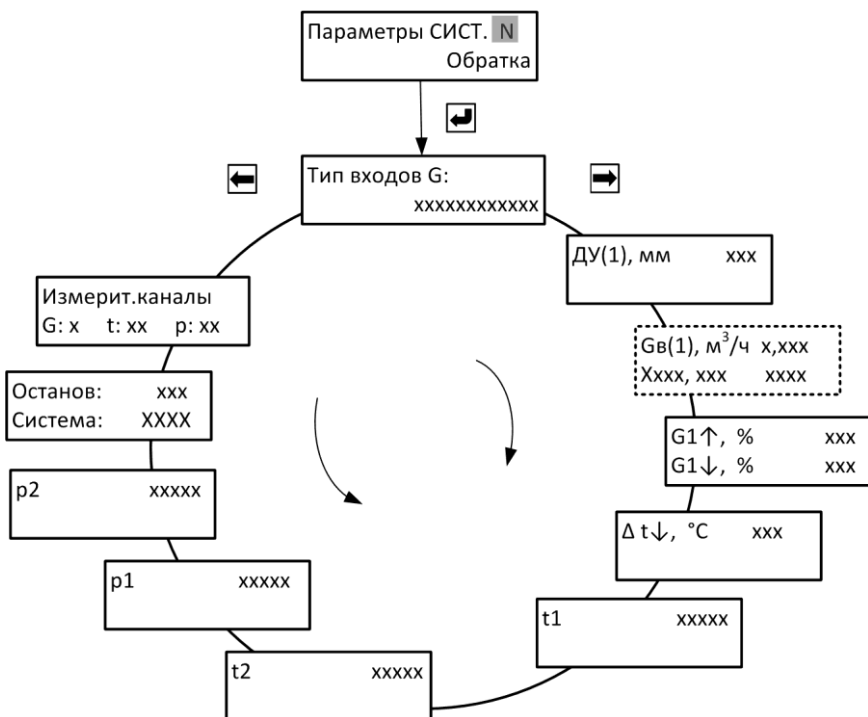 Параметры СИСТ. N
Обратка
Тип входов G:
xxxxxxxxxxxx
ДУ(1), мм xxx
Gв(1), м³/ч x,xxx
Xxxx, xxx xxxx
G1↑, % xxx
G1↓, % xxx
Δ t↓, °C xxx
t1 xxxxx
t2 xxxxx
p1 xxxxx
p2 xxxxx
Останов: xxx
Система: XXXX
Измерит.каналы
G: x t: xx p: xx